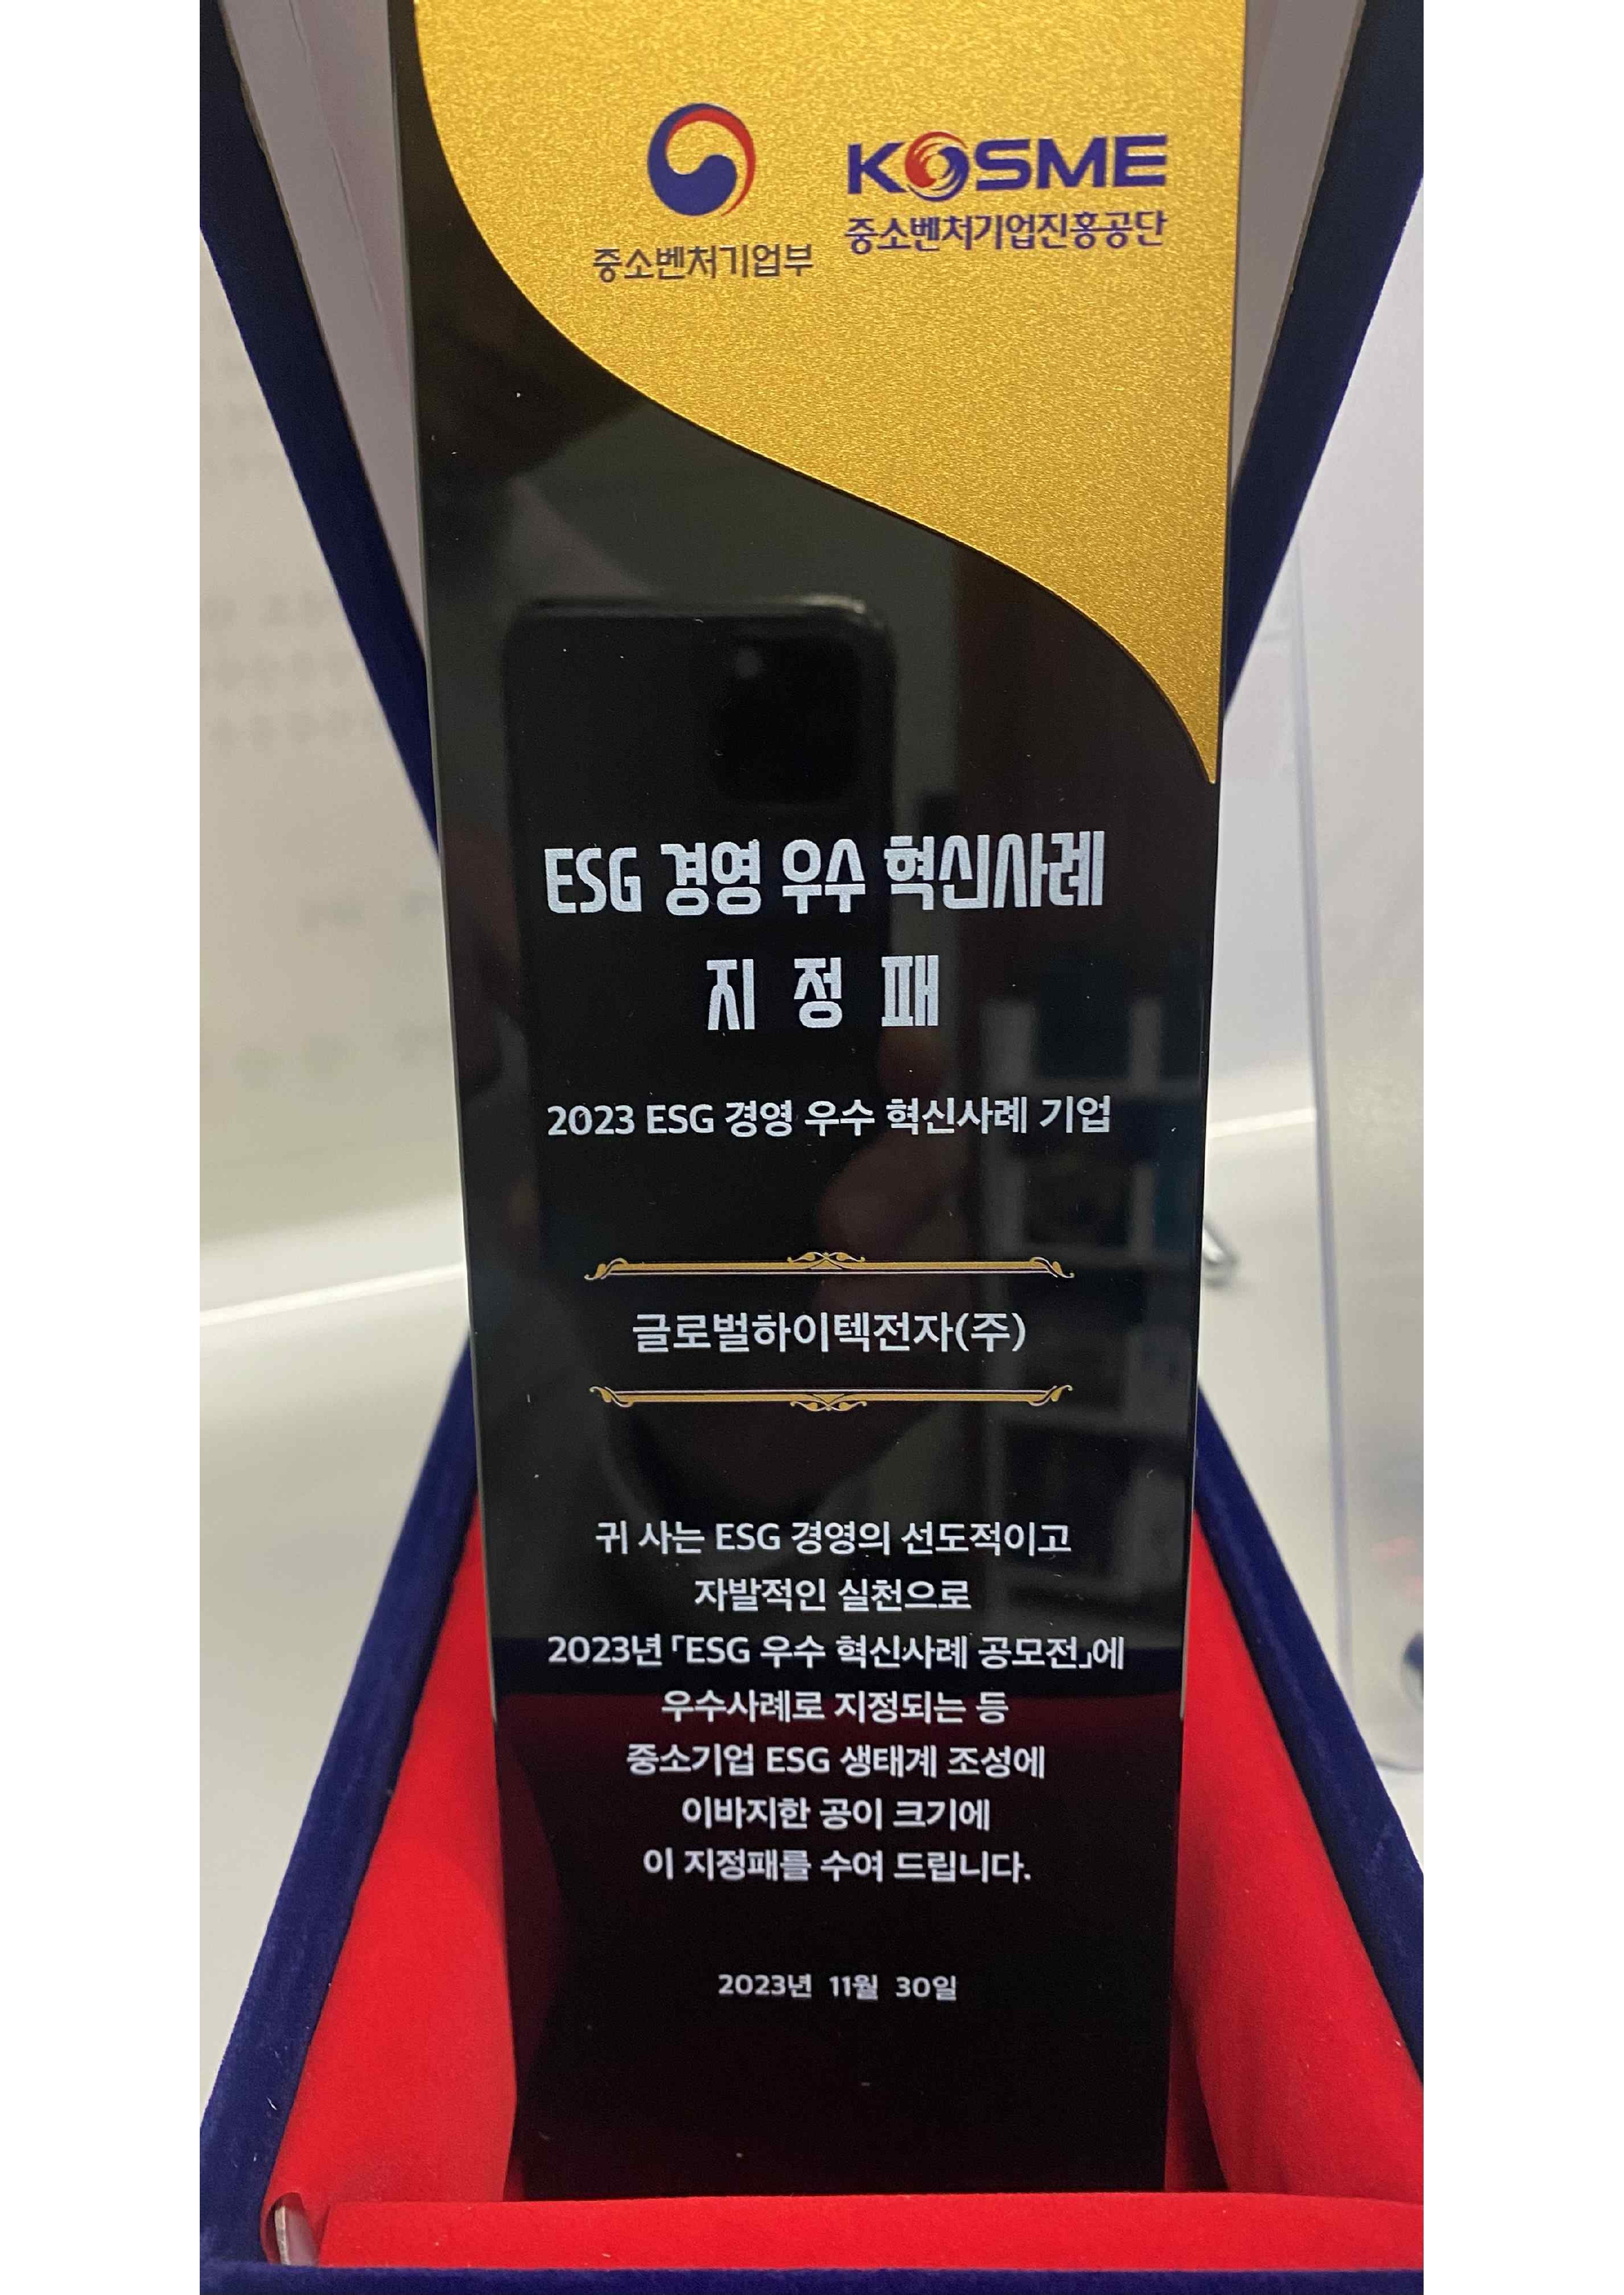 중소벤처기업부
KOSME
중소벤처기업진흥공단
ESG 경영 우수 혁신사례
지 정 패
2023 ESG 경영 우수 혁신사례 기업
글로벌하이텍전자(주)
귀 사는 ESG 경영의 선도적이고
자발적인 실천으로
2023년 ｢ESG 우수 혁신사례 공모전｣에
우수사례로 지정되는 등
중소기업 ESG 생태계 조성에
이바지한 공이 크기에
이 지정패를 수여 드립니다.
2023년 11월 30일